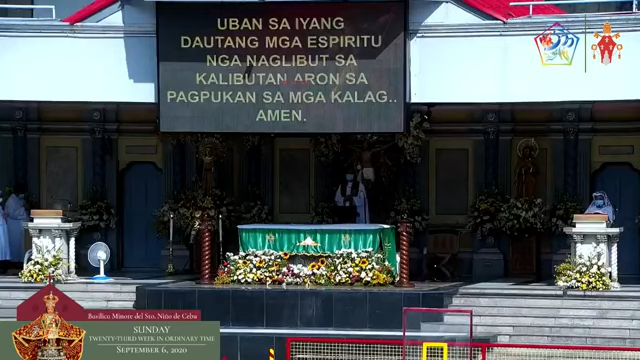 UBAN SA IYANG
DAUTANG MGA ESPIRITU
NGA NAGLIBUT SA
KALIBUTAN ARON SA
PAGPUKAN SA MGA KALAG..
AMEN.
Basilica Minore del Sto. Niño de Cebu
SUNDAY
TWENTY-THIRD WEEK IN ORDINARY TIME
SEPTEMBER 6, 2020